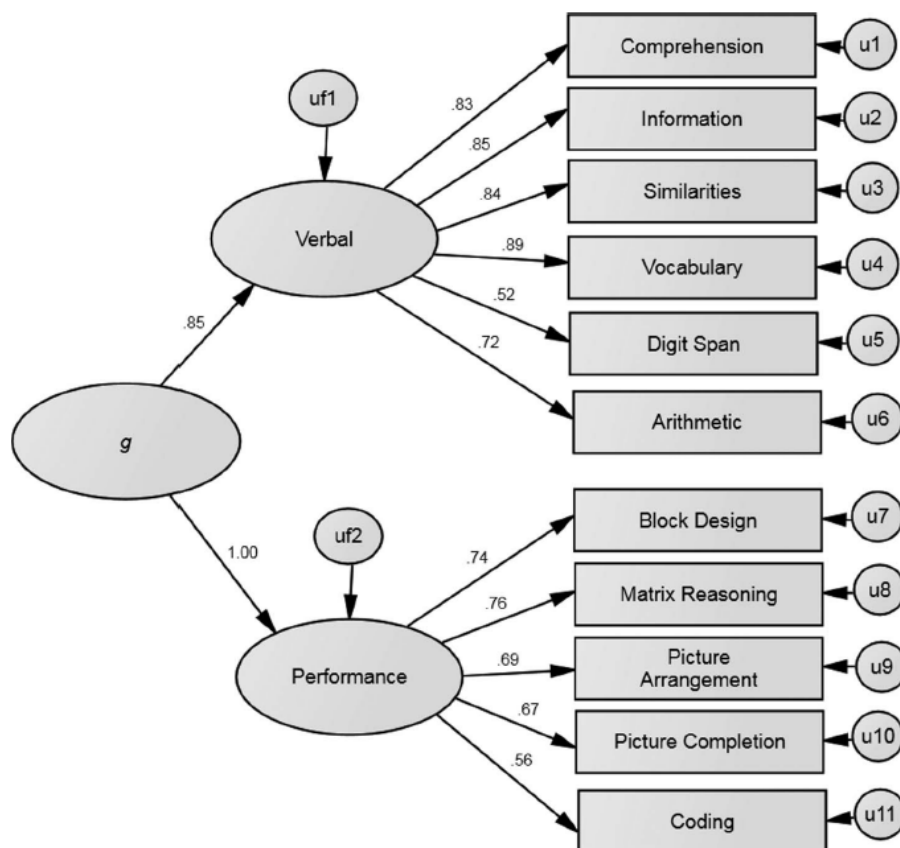 Comprehension
u1
uf1
.83
Information
u2
.85
Similarities
u3
.84
Verbal
.89
Vocabulary
u4
.52
.85
Digit Span
u5
.72
Arithmetic
u6
g
Block Design
u7
uf2
1.00
.74
Matrix Reasoning
u8
.76
.69
Picture
Arrangement
u9
Performance
.67
Picture Completion
u10
.56
Coding
u11